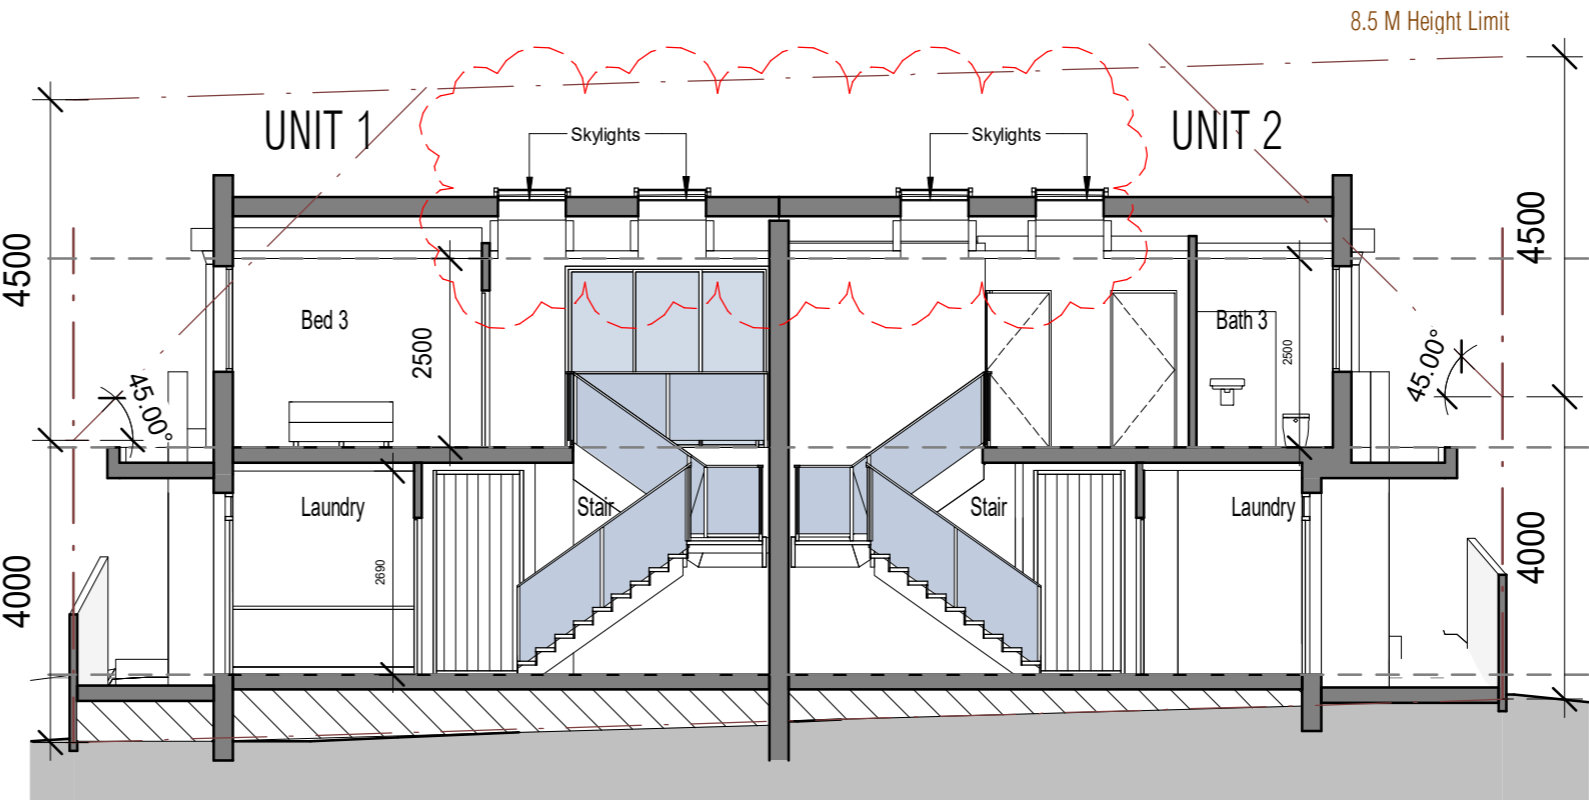 8.5 M Height Limit
UNIT 1
Skylights
Skylights
UNIT 2
4500
4500
Bed 3
2500
Bath 3
2500
45.00°
45.00°
Laundry
Stair
Stair
Laundry
2690
4000
4000